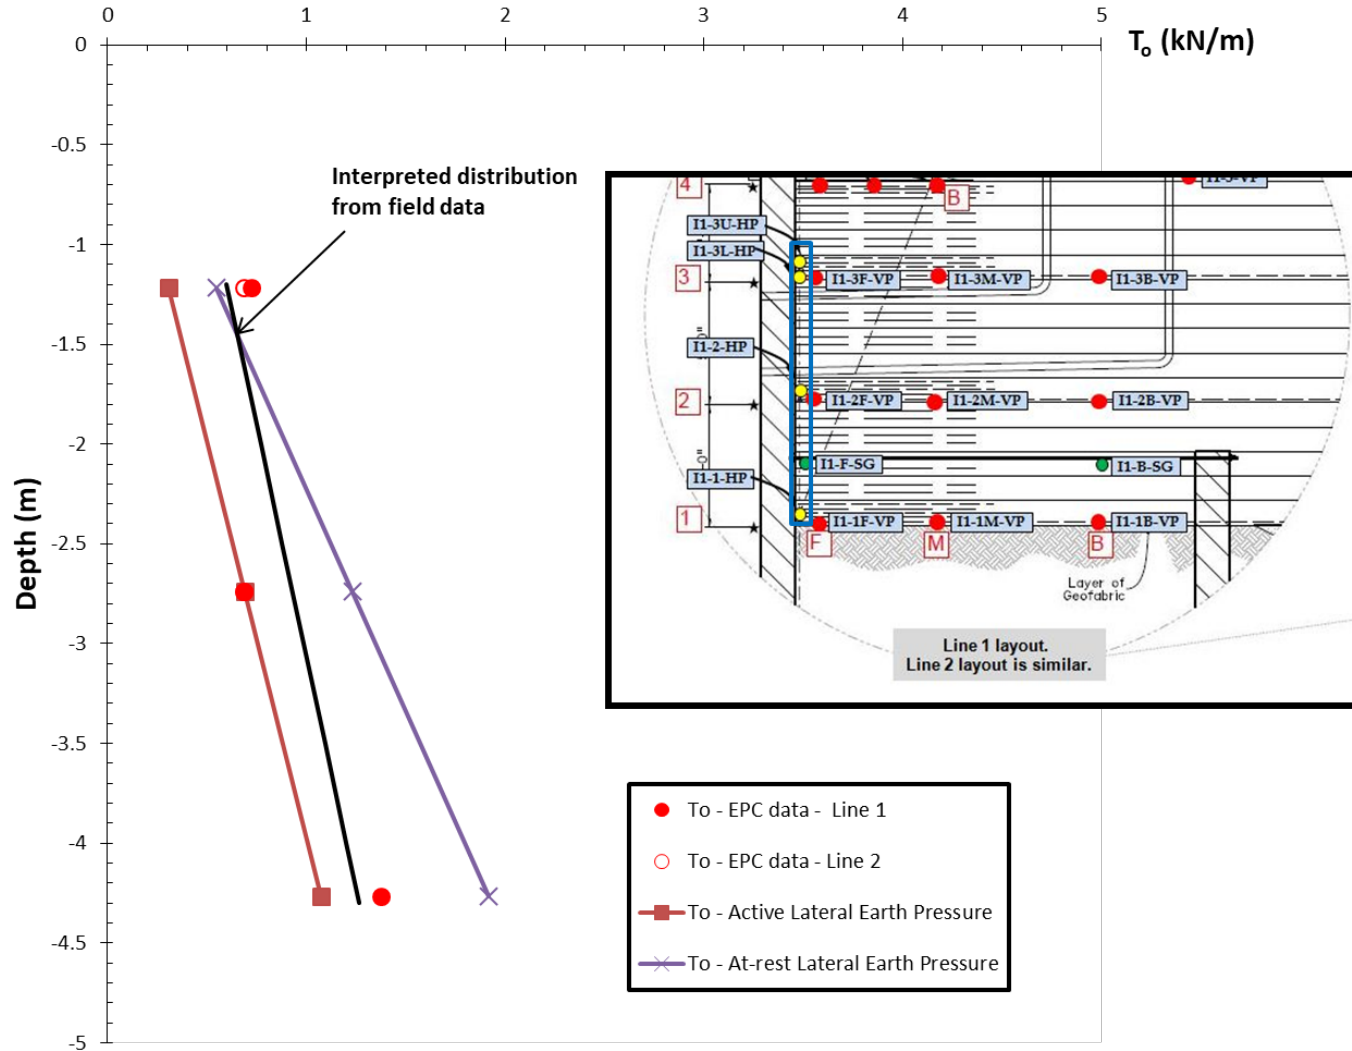 0
1
2
3
4
5
T₀ (kN/m)
0
-0.5
-1
-1.5
-2
-2.5
-3
-3.5
-4
-4.5
-5
Depth (m)
Interpreted distribution
from field data
4
B
I1-3U-HP
I1-3L-HP
3
I1-3F-VP
I1-3M-VP
I1-3B-VP
I1-2-HP
2
I1-2F-VP
I1-2M-VP
I1-2B-VP
I1-F-SG
I1-B-SG
I1-1-HP
1
I1-1F-VP
I1-1M-VP
I1-1B-VP
F
M
B
Layer of
Geofabric
Line 1 layout.
Line 2 layout is similar.
To - EPC data - Line 1
To - EPC data - Line 2
To - Active Lateral Earth Pressure
To - At-rest Lateral Earth Pressure